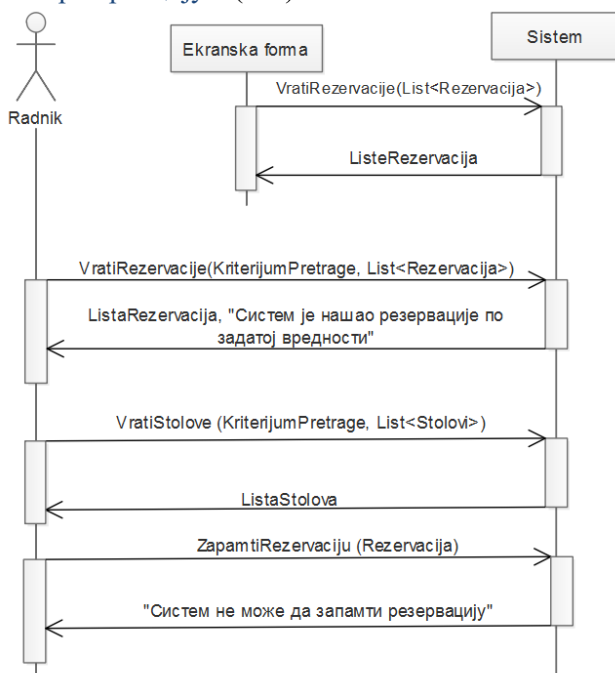 Ekranska forma
Sistem
Radnik
VratiRezervacije(List<Rezervacija>)
ListeRezervacija
VratiRezervacije(KriterijumPretrage, List<Rezervacija>)
ListaRezervacija, "Систем је нашао резервације по
задатој вредности"
VratiStolove (KriterijumPretrage, List<Stolovi>)
ListaStolova
ZapamtiRezervaciju (Rezervacija)
"Систем не може да запамти резервацију"